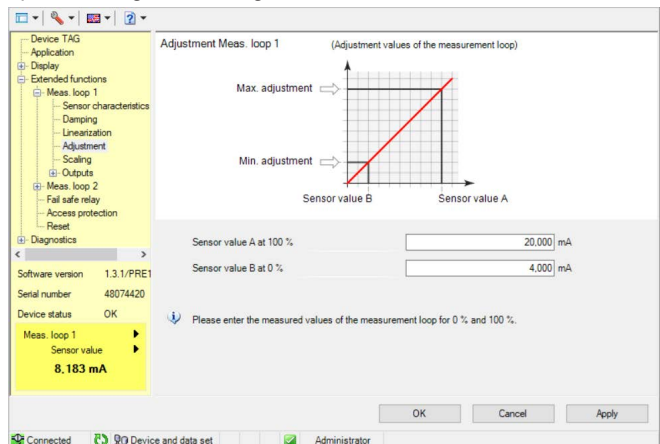 Device TAG
Application
Display
Extended functions
Meas. loop 1
Sensor characteristics
Damping
Linearization
Adjustment
Scaling
Outputs
Meas. loop 2
Fail safe relay
Access protection
Reset
Diagnostics
Software version 1.3.1/PRE1
Serial number 48074420
Device status OK
Meas. loop 1
Sensor value
8,183 mA
Adjustment Meas. loop 1 (Adjustment values of the measurement loop)
Max. adjustment
Min. adjustment
Sensor value B Sensor value A
Sensor value A at 100 % 20,000 mA
Sensor value B at 0 % 4,000 mA
Please enter the measured values of the measurement loop for 0 % and 100 %.
OK Cancel Apply
Connected Device and data set Administrator